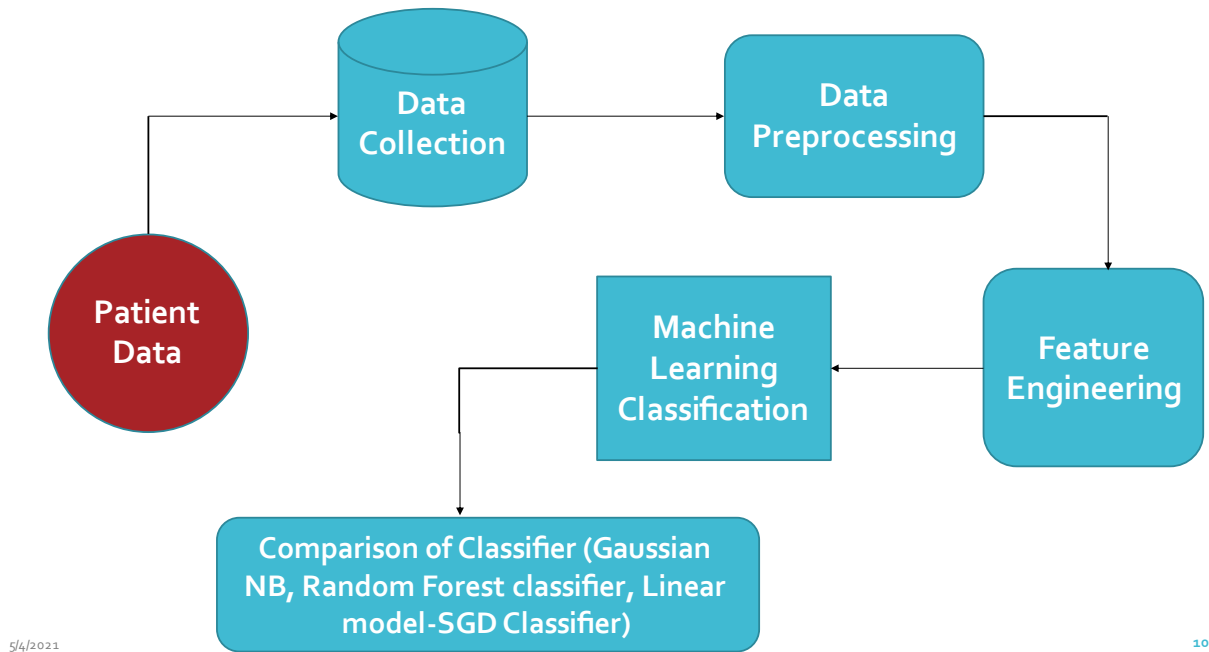 Data
Collection
Data
Preprocessing
Patient
Data
Machine
Learning
Classification
Feature
Engineering
Comparison of Classifier (Gaussian
NB, Random Forest classifier, Linear
model-SGD Classifier)
5/4/2021
10